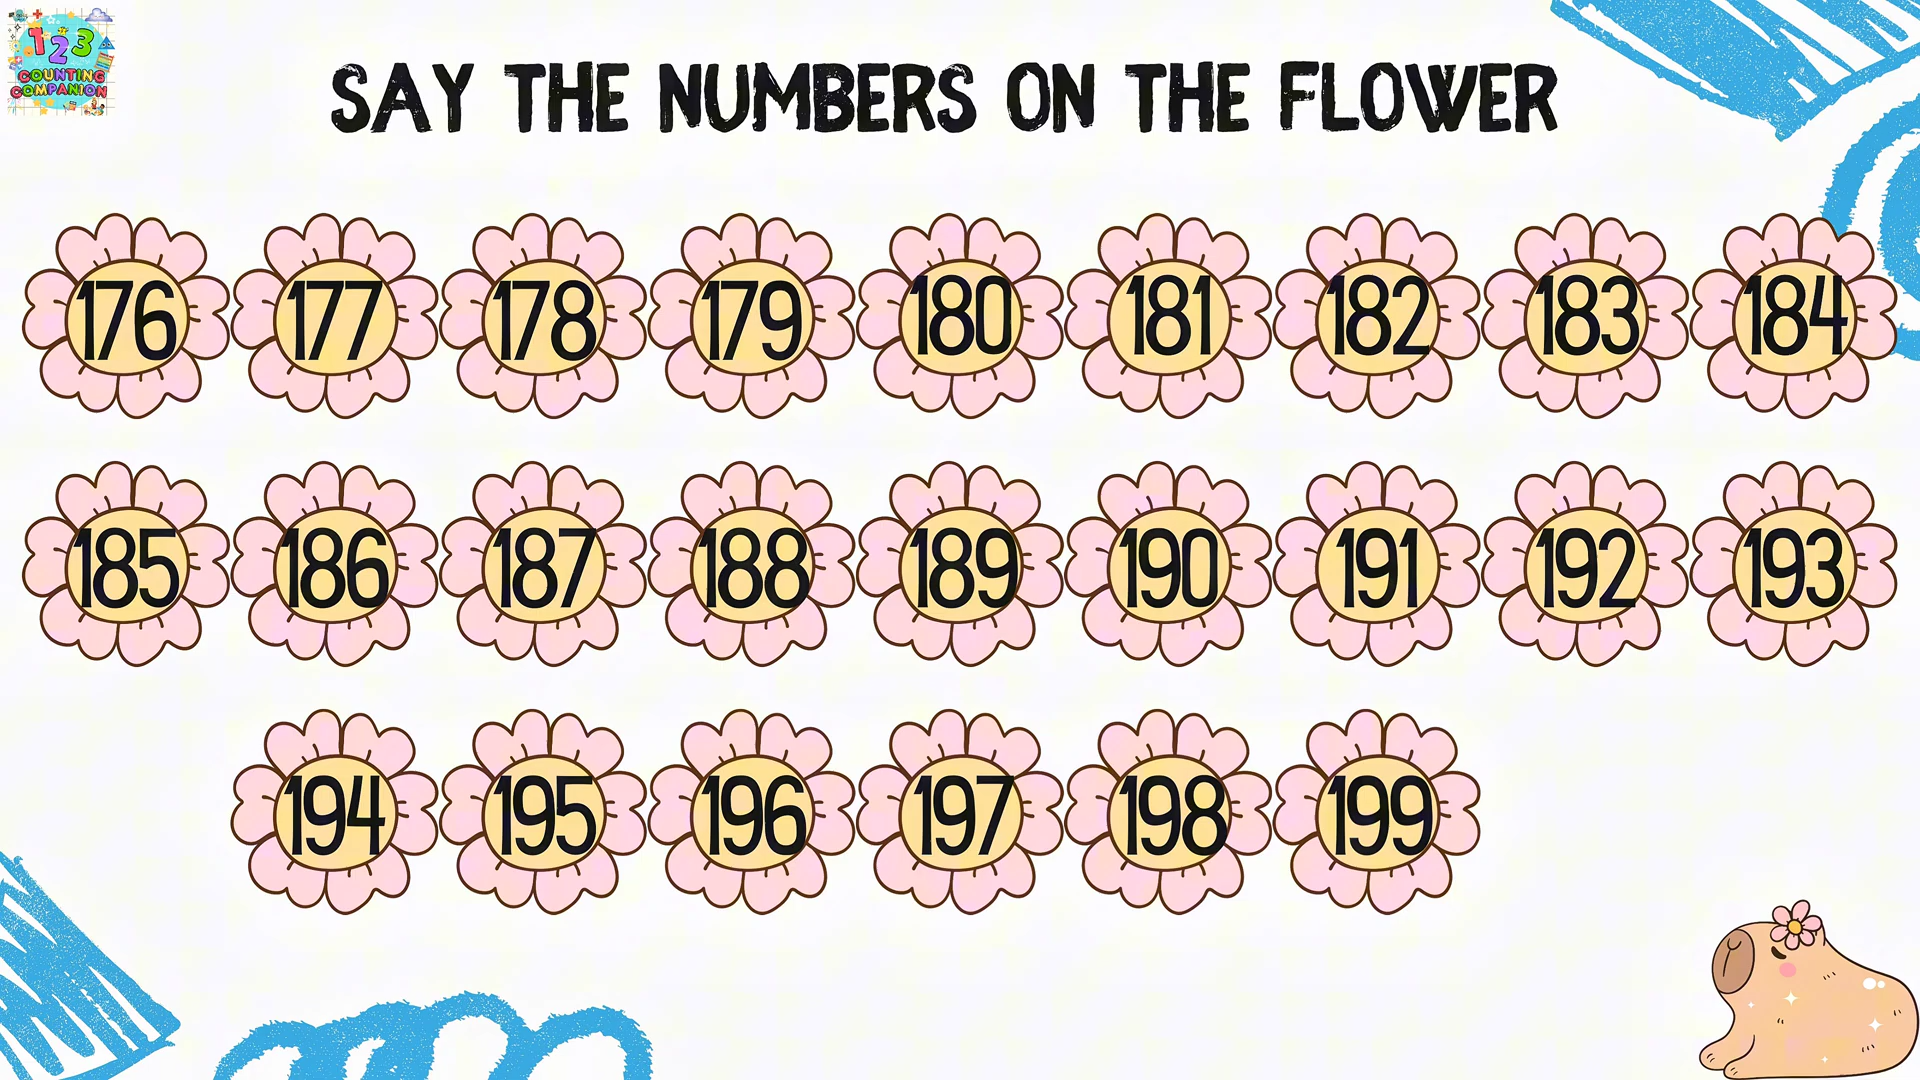 123
COUNTING
COMPANION
SAY THE NUMBERS ON THE FLOWER
176 177 178 179 180 181 182 183 184
185 186 187 188 189 190 191 192 193
194 195 196 197 198 199